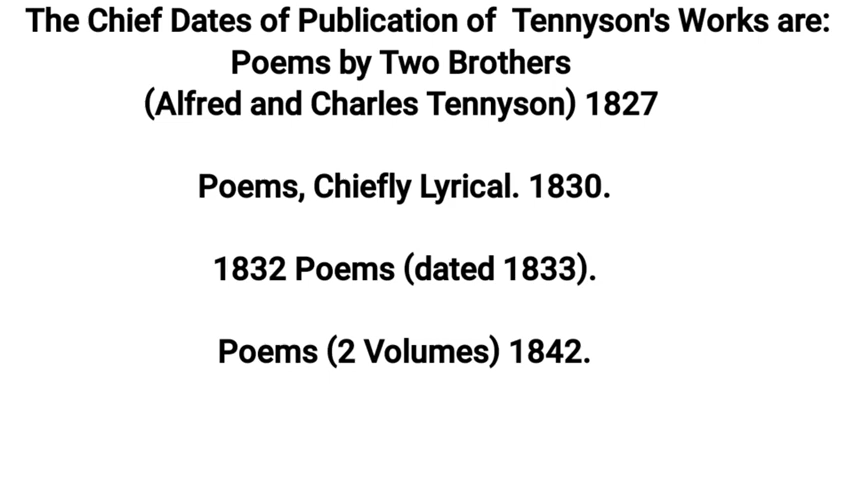 The Chief Dates of Publication of Tennyson's Works are:
Poems by Two Brothers
(Alfred and Charles Tennyson) 1827
Poems, Chiefly Lyrical. 1830.
1832 Poems (dated 1833).
Poems (2 Volumes) 1842.